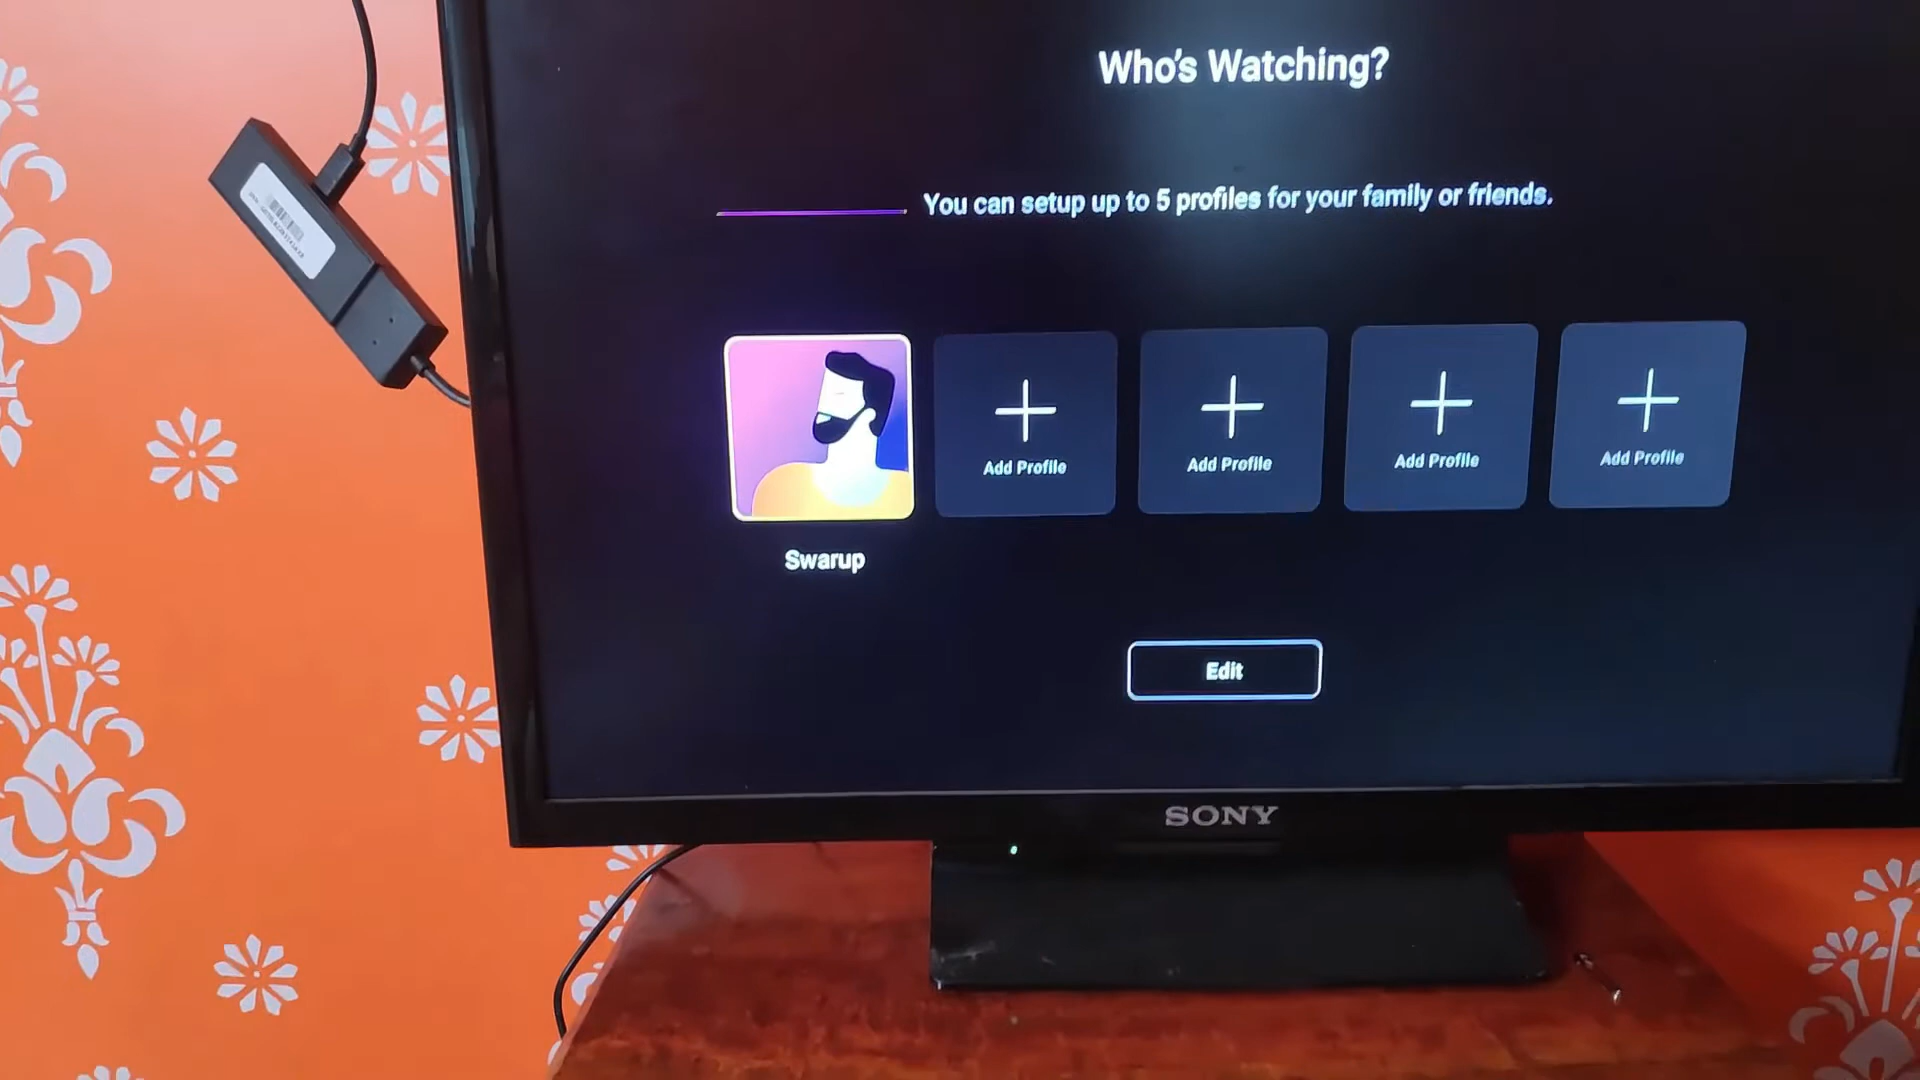 Who's Watching?
You can setup up to 5 profiles for your family or friends.
Add Profile
Add Profile
Add Profile
Add Profile
Swarup
Edit
SONY